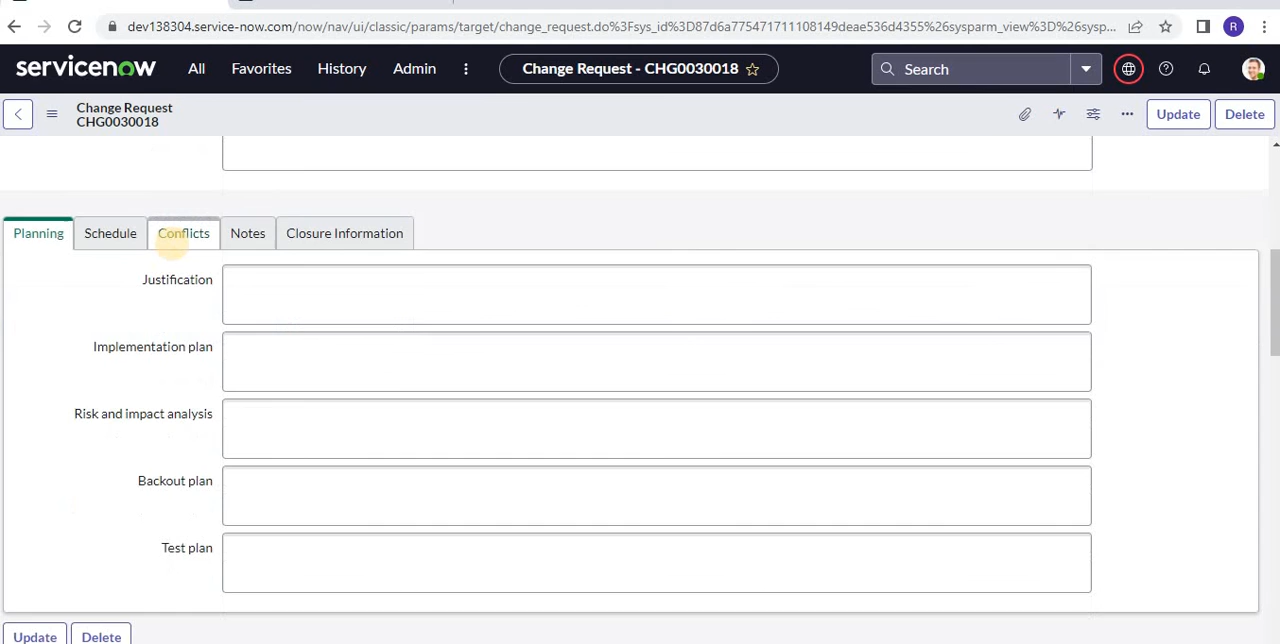 dev138304.service-now.com/now/nav/ui/classic/params/target/change_request.do%3Fsys_id%3D87d6a775471711108149deae536d4355%26sysparm_view%3D%26sysp...
R
servicenow All Favorites History Admin Change Request - CHG0030018 Search
Change Request
CHG0030018
Update Delete
Planning Schedule Conflicts Notes Closure Information
Justification
Implementation plan
Risk and impact analysis
Backout plan
Test plan
Update Delete